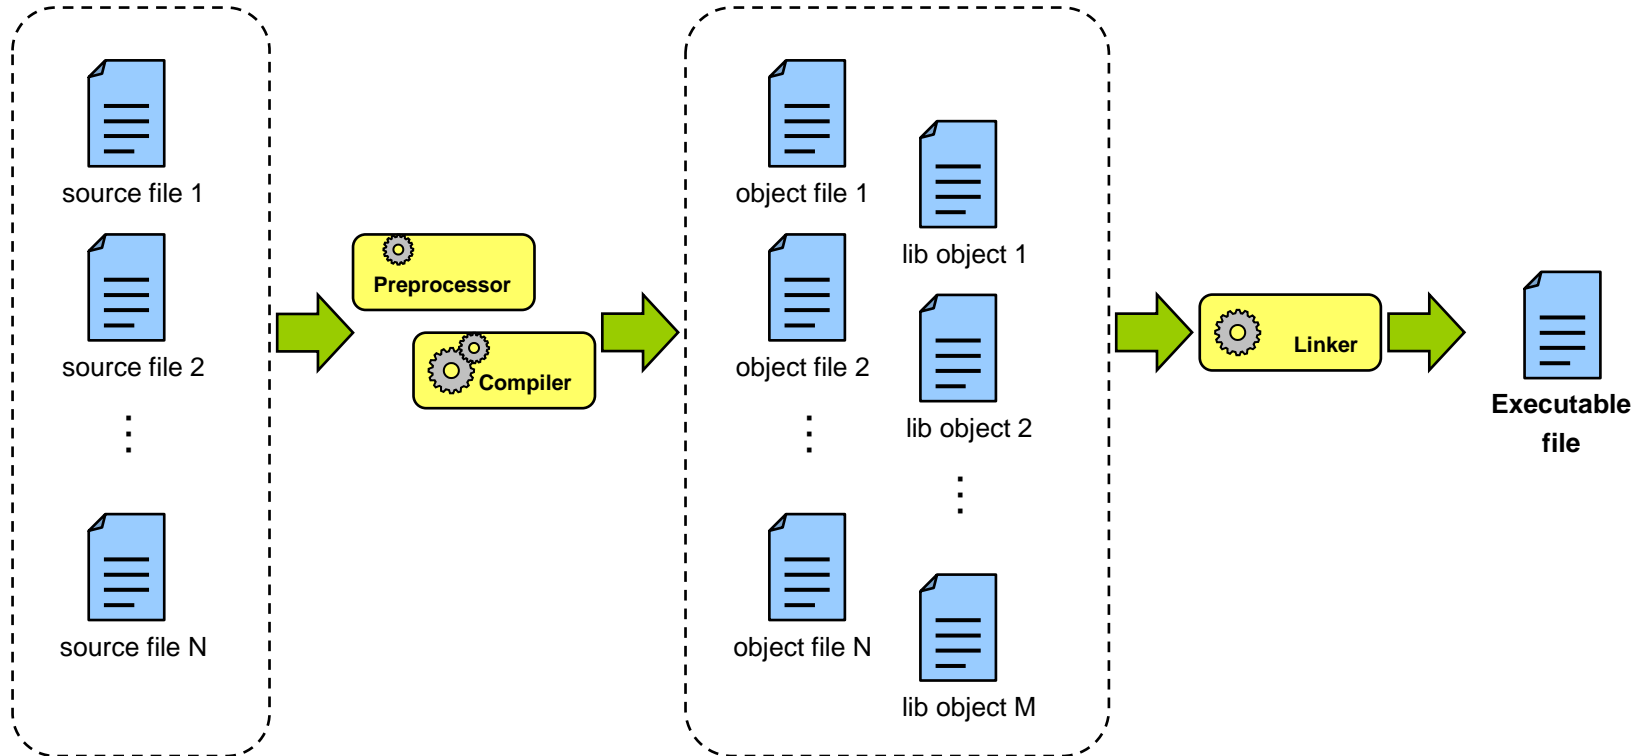 source file 1
source file 2
⋮
source file N
Preprocessor
Compiler
object file 1
object file 2
⋮
object file N
lib object 1
lib object 2
⋮
lib object M
Linker
Executable
file